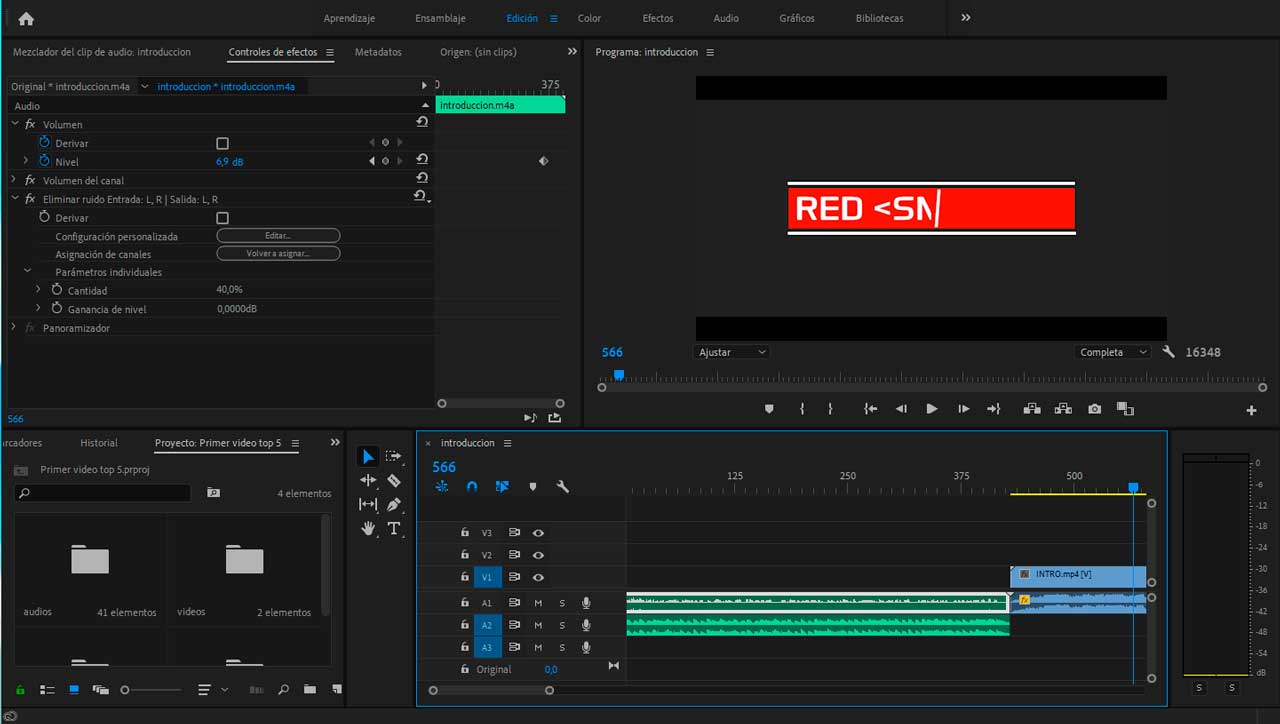 Aprendizaje Ensamblaje Edición Color Efectos Audio Gráficos Bibliotecas
Mezclador del clip de audio: introduccion Controles de efectos Metadatos Origen: (sin clips)
Original * introduccion.m4a introduccion * introduccion.m4a
0 375
Audio
introduccion.m4a
fx Volumen
Derivar
Nivel 6,9 dB
fx Volumen del canal
fx Eliminar ruido Entrada: L, R | Salida: L, R
Derivar
Configuración personalizada Editar...
Asignación de canales Volver a asignar...
Parámetros individuales
Cantidad 40,0%
Ganancia de nivel 0,0000dB
fx Panoramizador
566
Programa: introduccion
RED <SN
566 Ajustar Completa 16348
arcadores Historial Proyecto: Primer video top 5
Primer video top 5.prproj
4 elementos
audios 41 elementos
videos 2 elementos
introduccion
566
125 250 375 500
V3
V2
V1 INTRO.mp4 [V]
A1 M S fx
A2 M S
A3 M S
Original 0,0
0
-6
-12
-18
-24
-30
-36
-42
-48
-54
dB
S S